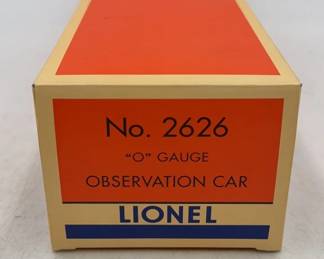 No. 2626
"O" GAUGE
OBSERVATION CAR
LIONEL